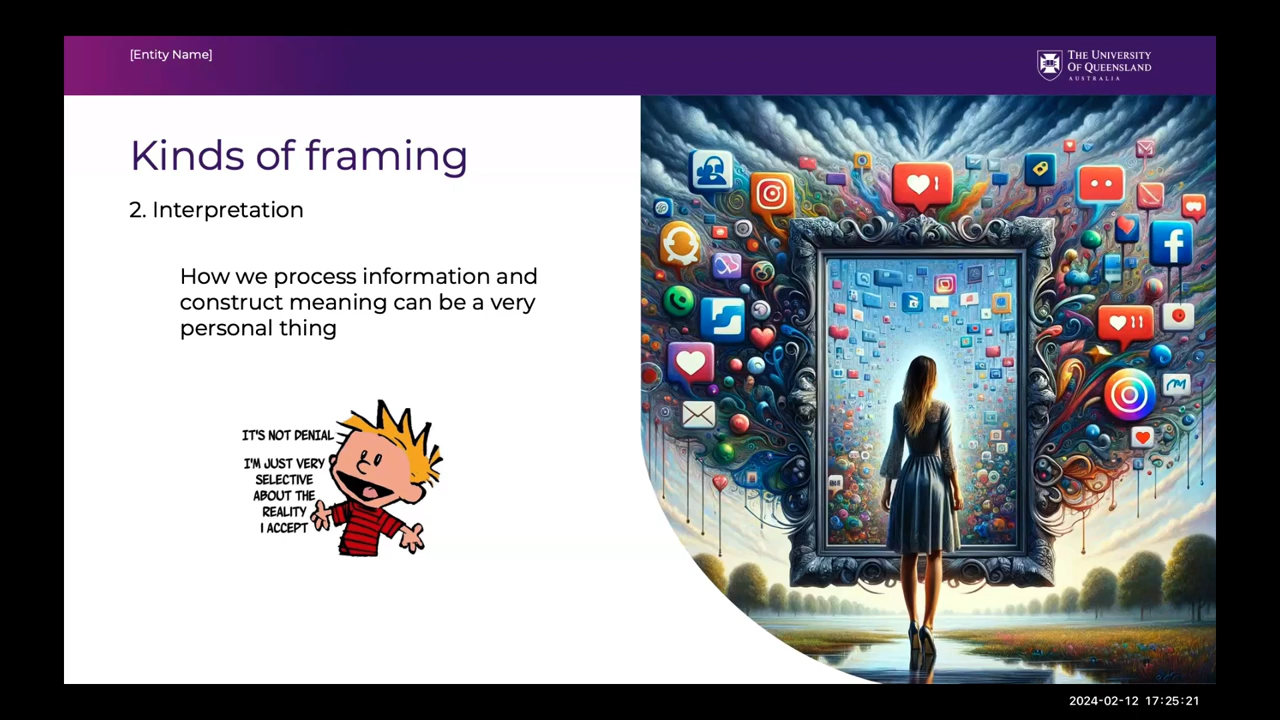 [Entity Name]
THE UNIVERSITY
OF QUEENSLAND
AUSTRALIA
Kinds of framing
2. Interpretation
How we process information and
construct meaning can be a very
personal thing
IT'S NOT DENIAL
I'M JUST VERY
SELECTIVE
ABOUT THE
REALITY
I ACCEPT
2024-02-12 17:25:21